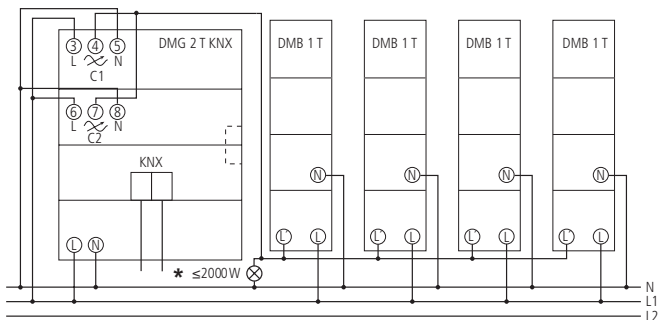 3 4 5 DMG 2 T KNX DMB 1 T DMB 1 T DMB 1 T DMB 1 T
L N
C1
6 7 8
L N
C2
KNX
N N N N
L N L' L L' L L' L L' L
* ≤2000W
N
L1
L2